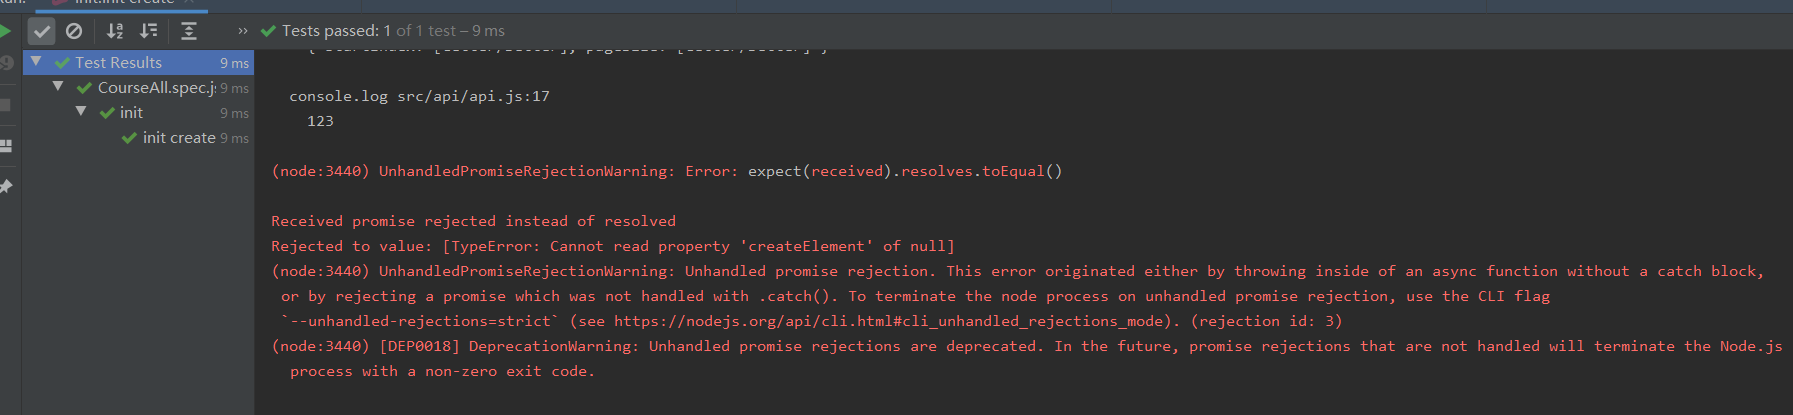 init.init create
Tests passed: 1 of 1 test – 9 ms
Test Results 9 ms
CourseAll.spec.js 9 ms
init 9 ms
init create 9 ms
console.log src/api/api.js:17
123
(node:3440) UnhandledPromiseRejectionWarning: Error: expect(received).resolves.toEqual()
Received promise rejected instead of resolved
Rejected to value: [TypeError: Cannot read property 'createElement' of null]
(node:3440) UnhandledPromiseRejectionWarning: Unhandled promise rejection. This error originated either by throwing inside of an async function without a catch block,
or by rejecting a promise which was not handled with .catch(). To terminate the node process on unhandled promise rejection, use the CLI flag
`--unhandled-rejections=strict` (see https://nodejs.org/api/cli.html#cli_unhandled_rejections_mode). (rejection id: 3)
(node:3440) [DEP0018] DeprecationWarning: Unhandled promise rejections are deprecated. In the future, promise rejections that are not handled will terminate the Node.js
process with a non-zero exit code.